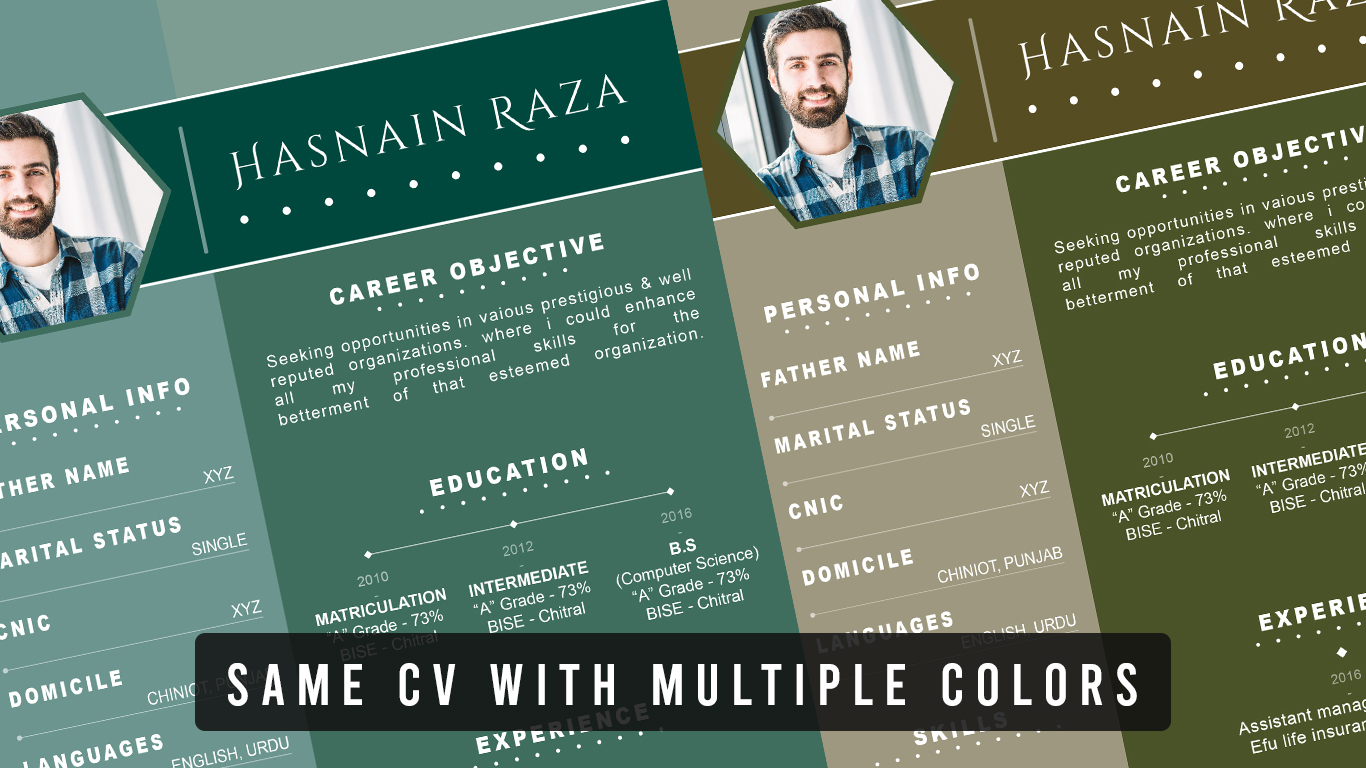 HASNAIN RAZA
CAREER OBJECTIVE
Seeking opportunities in vaious prestigious & well
reputed organizations. where i could enhance
all my professional skills for the
betterment of that esteemed organization.
EDUCATION
2010
MATRICULATION
“A” Grade - 73%
BISE - Chitral
2012
INTERMEDIATE
“A” Grade - 73%
BISE - Chitral
2016
B.S
(Computer Science)
“A” Grade - 73%
BISE - Chitral
EXPERIENCE
RSONAL INFO
THER NAME
XYZ
ARITAL STATUS
SINGLE
CNIC
XYZ
DOMICILE
CHINIOT, PUNJAB
LANGUAGES
ENGLISH, URDU
HASNAIN RAZ
PERSONAL INFO
FATHER NAME
XYZ
MARITAL STATUS
SINGLE
CNIC
XYZ
DOMICILE
CHINIOT, PUNJAB
LANGUAGES
ENGLISH, URDU
SKILLS
CAREER OBJECTIV
Seeking opportunities in vaious presti
reputed organizations. where i co
all my professional skills
betterment of that esteemed
EDUCATION
2010
MATRICULATION
“A” Grade - 73%
BISE - Chitral
2012
INTERMEDIATE
“A” Grade - 73%
BISE - Chitral
EXPERIE
2016
Assistant manag
Efu life insuran
SAME CV WITH MULTIPLE COLORS